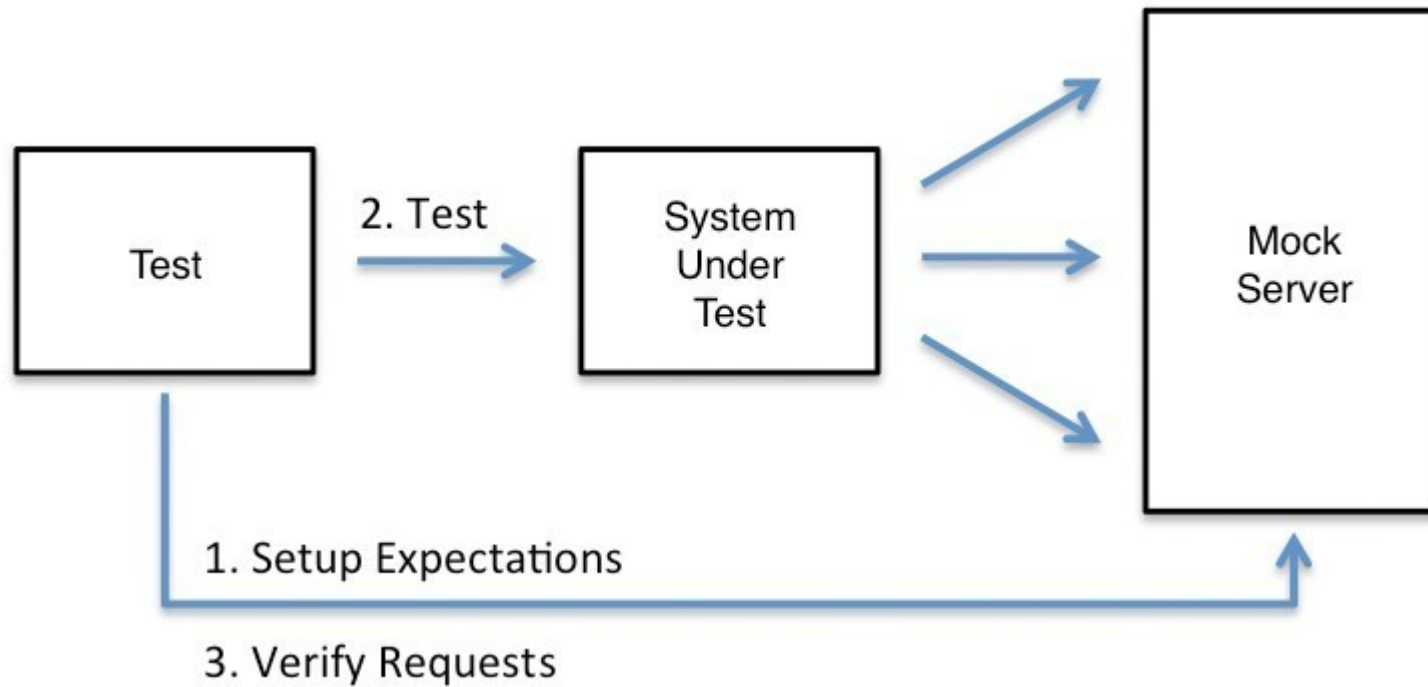 Test
2. Test
System
Under
Test
Mock
Server
1. Setup Expectations
3. Verify Requests